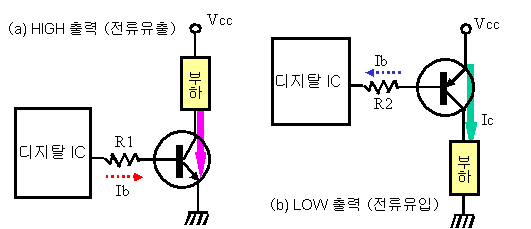 (a) HIGH 출력 (전류유출)
Vcc
부하
디지탈 IC
R1
Ib
Vcc
디지탈 IC
Ib
R2
Ic
부하
(b) LOW 출력 (전류유입)